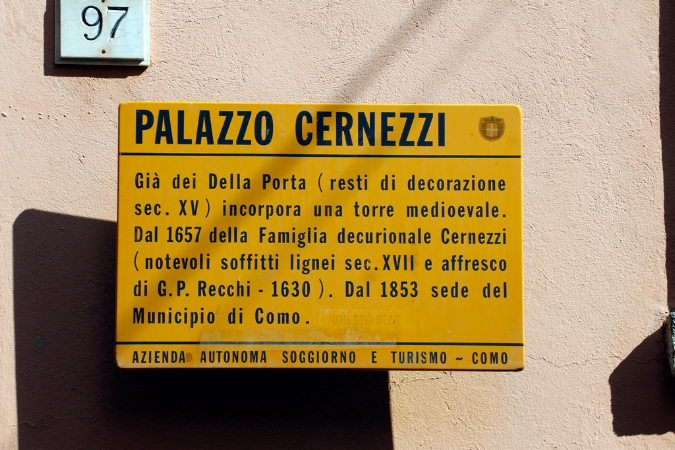 97
PALAZZO CERNEZZI
Già dei Della Porta ( resti di decorazione
sec. XV ) incorpora una torre medioevale.
Dal 1657 della Famiglia decurionale Cernezzi
( notevoli soffitti lignei sec. XVII e affresco
di G.P. Recchi - 1630 ). Dal 1853 sede del
Municipio di Como.
AZIENDA AUTONOMA SOGGIORNO E TURISMO ~ COMO